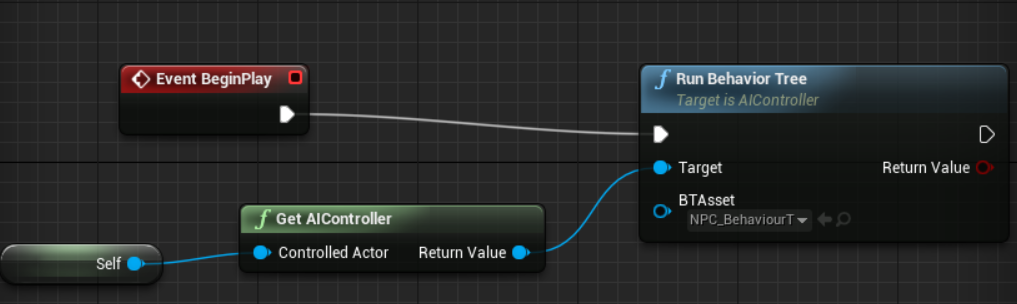 Event BeginPlay
f Run Behavior Tree
Target is AIController
Target
Return Value
BTAsset
NPC_BehaviourT
f Get AIController
Controlled Actor
Return Value
Self